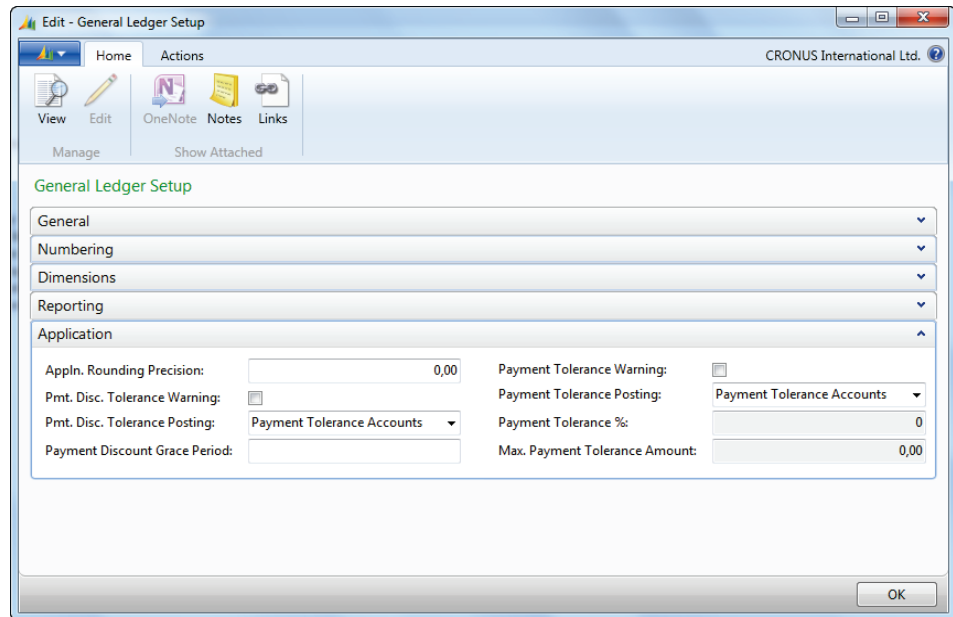 Edit - General Ledger Setup
Home Actions CRONUS International Ltd.
View Edit OneNote Notes Links
Manage Show Attached
General Ledger Setup
General
Numbering
Dimensions
Reporting
Application
Appln. Rounding Precision: 0,00 Payment Tolerance Warning:
Pmt. Disc. Tolerance Warning: Payment Tolerance Posting: Payment Tolerance Accounts
Pmt. Disc. Tolerance Posting: Payment Tolerance Accounts Payment Tolerance %: 0
Payment Discount Grace Period: Max. Payment Tolerance Amount: 0,00
OK